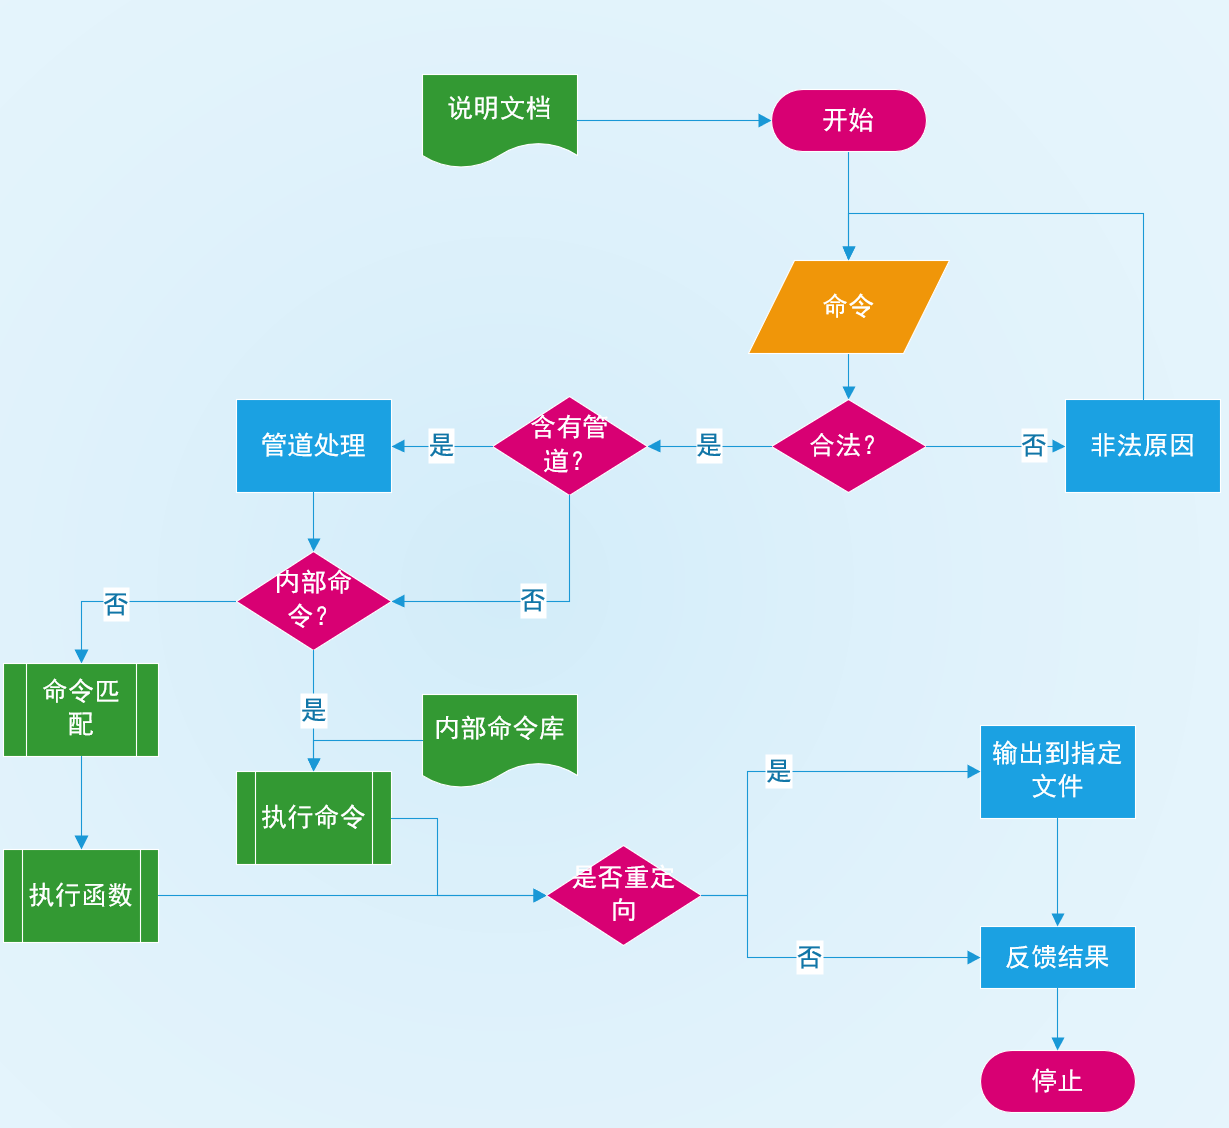 说明文档
开始
命令
合法？
是
否
非法原因
含有管
道？
是
管道处理
否
内部命
令？
否
是
命令匹
配
内部命令库
执行命令
执行函数
是否重定
向
是
输出到指定
文件
否
反馈结果
停止